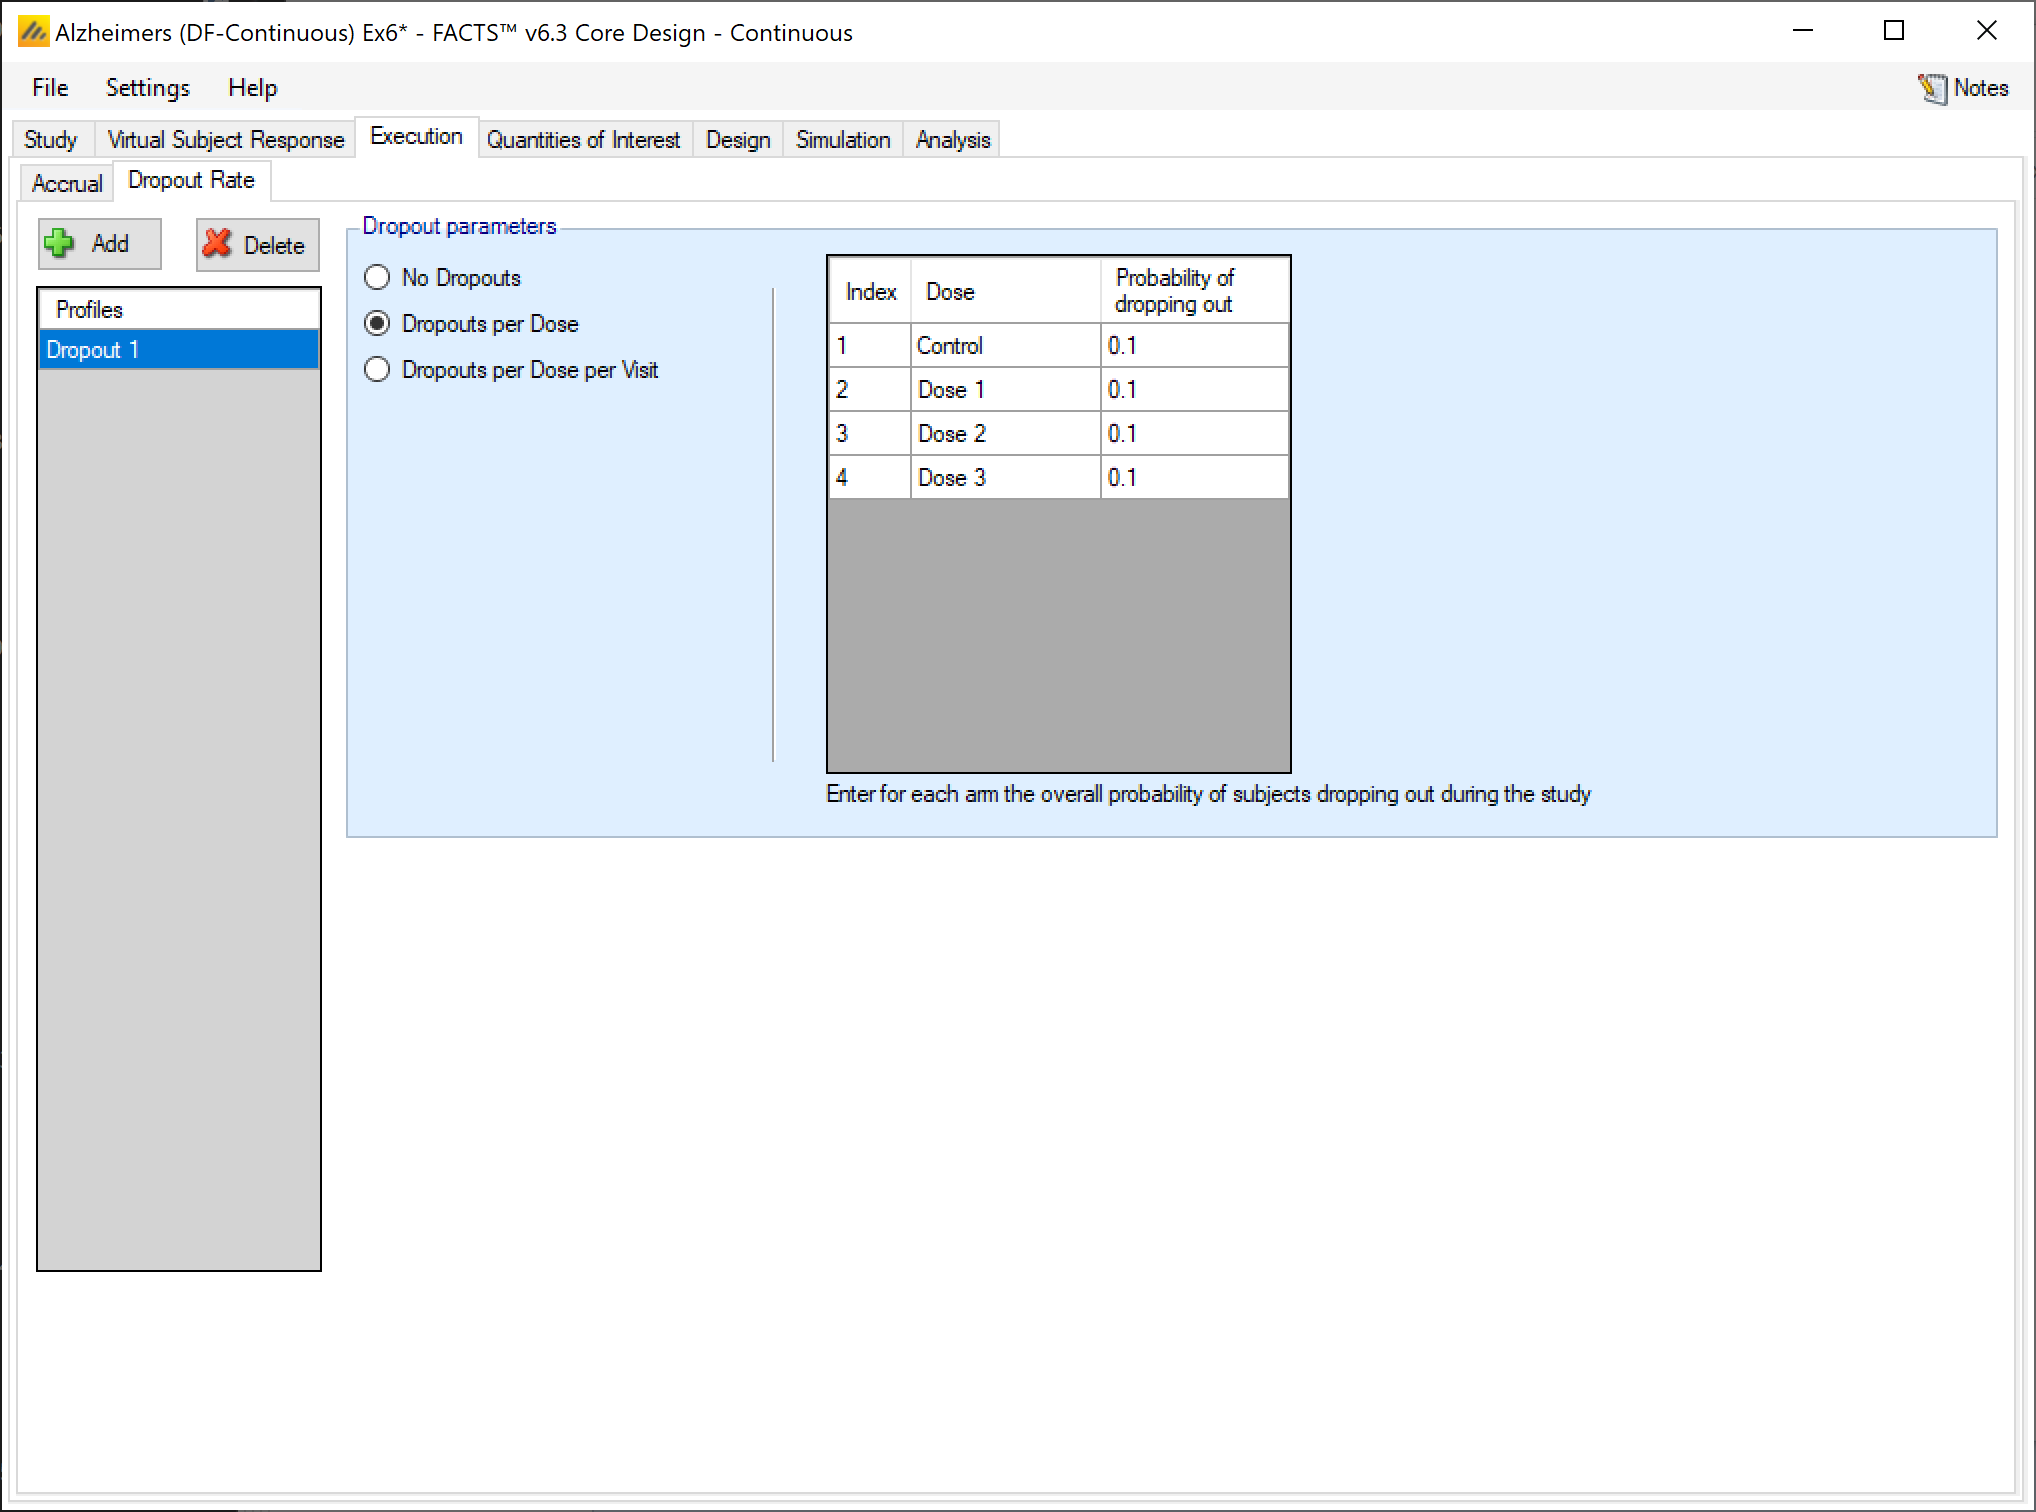 Alzheimers (DF-Continuous) Ex6* - FACTS™ v6.3 Core Design - Continuous
File Settings Help Notes
Study Virtual Subject Response Execution Quantities of Interest Design Simulation Analysis
Accrual Dropout Rate
Add Delete
Profiles
Dropout 1
Dropout parameters
No Dropouts
Dropouts per Dose
Dropouts per Dose per Visit
Index Dose Probability of dropping out
1 Control 0.1
2 Dose 1 0.1
3 Dose 2 0.1
4 Dose 3 0.1
Enter for each arm the overall probability of subjects dropping out during the study